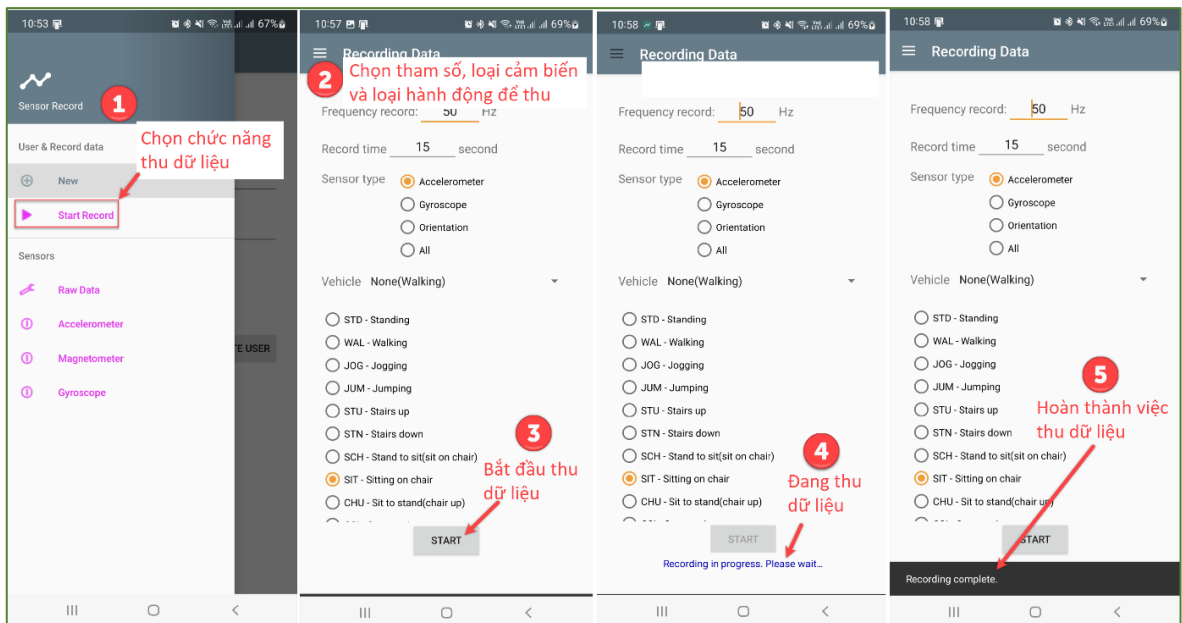 10:53
67%
Sensor Record
1
Chọn chức năng
thu dữ liệu
User & Record data
New
Start Record
Sensors
Raw Data
Accelerometer
Magnetometer
Gyroscope
E USER
10:57
69%
Recording Data
2
Chọn tham số, loại cảm biến
và loại hành động để thu
Frequency record: 50 Hz
Record time 15 second
Sensor type
Accelerometer
Gyroscope
Orientation
All
Vehicle None(Walking)
STD - Standing
WAL - Walking
JOG - Jogging
JUM - Jumping
STU - Stairs up
STN - Stairs down
SCH - Stand to sit(sit on chair)
SIT - Sitting on chair
CHU - Sit to stand(chair up)
3
Bắt đầu thu
dữ liệu
START
10:58
69%
Recording Data
Frequency record: 50 Hz
Record time 15 second
Sensor type
Accelerometer
Gyroscope
Orientation
All
Vehicle None(Walking)
STD - Standing
WAL - Walking
JOG - Jogging
JUM - Jumping
STU - Stairs up
STN - Stairs down
SCH - Stand to sit(sit on chair)
SIT - Sitting on chair
CHU - Sit to stand(chair up)
4
Đang thu
dữ liệu
START
Recording in progress. Please wait...
10:58
69%
Recording Data
Frequency record: 50 Hz
Record time 15 second
Sensor type
Accelerometer
Gyroscope
Orientation
All
Vehicle None(Walking)
STD - Standing
WAL - Walking
JOG - Jogging
JUM - Jumping
STU - Stairs up
STN - Stairs down
SCH - Stand to sit(sit on chair)
SIT - Sitting on chair
CHU - Sit to stand(chair up)
5
Hoàn thành việc
thu dữ liệu
START
Recording complete.